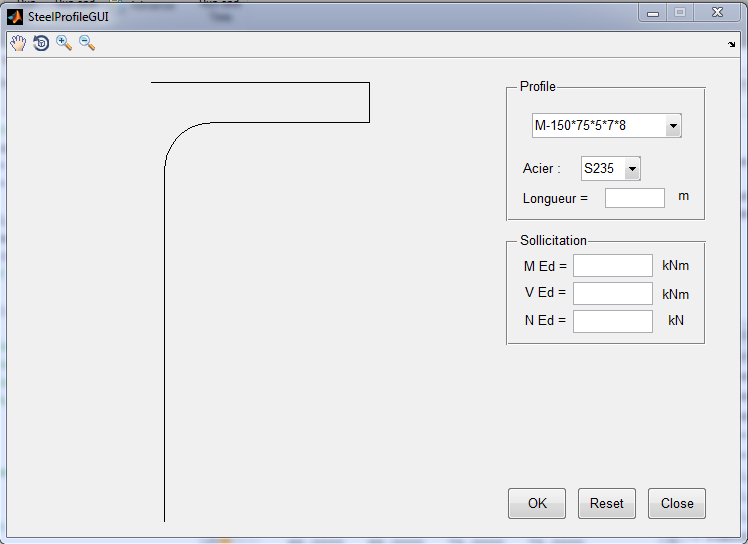 SteelProfileGUI
Profile
M-150*75*5*7*8
Acier : S235
Longueur = m
Sollicitation
M Ed = kNm
V Ed = kNm
N Ed = kN
OK Reset Close